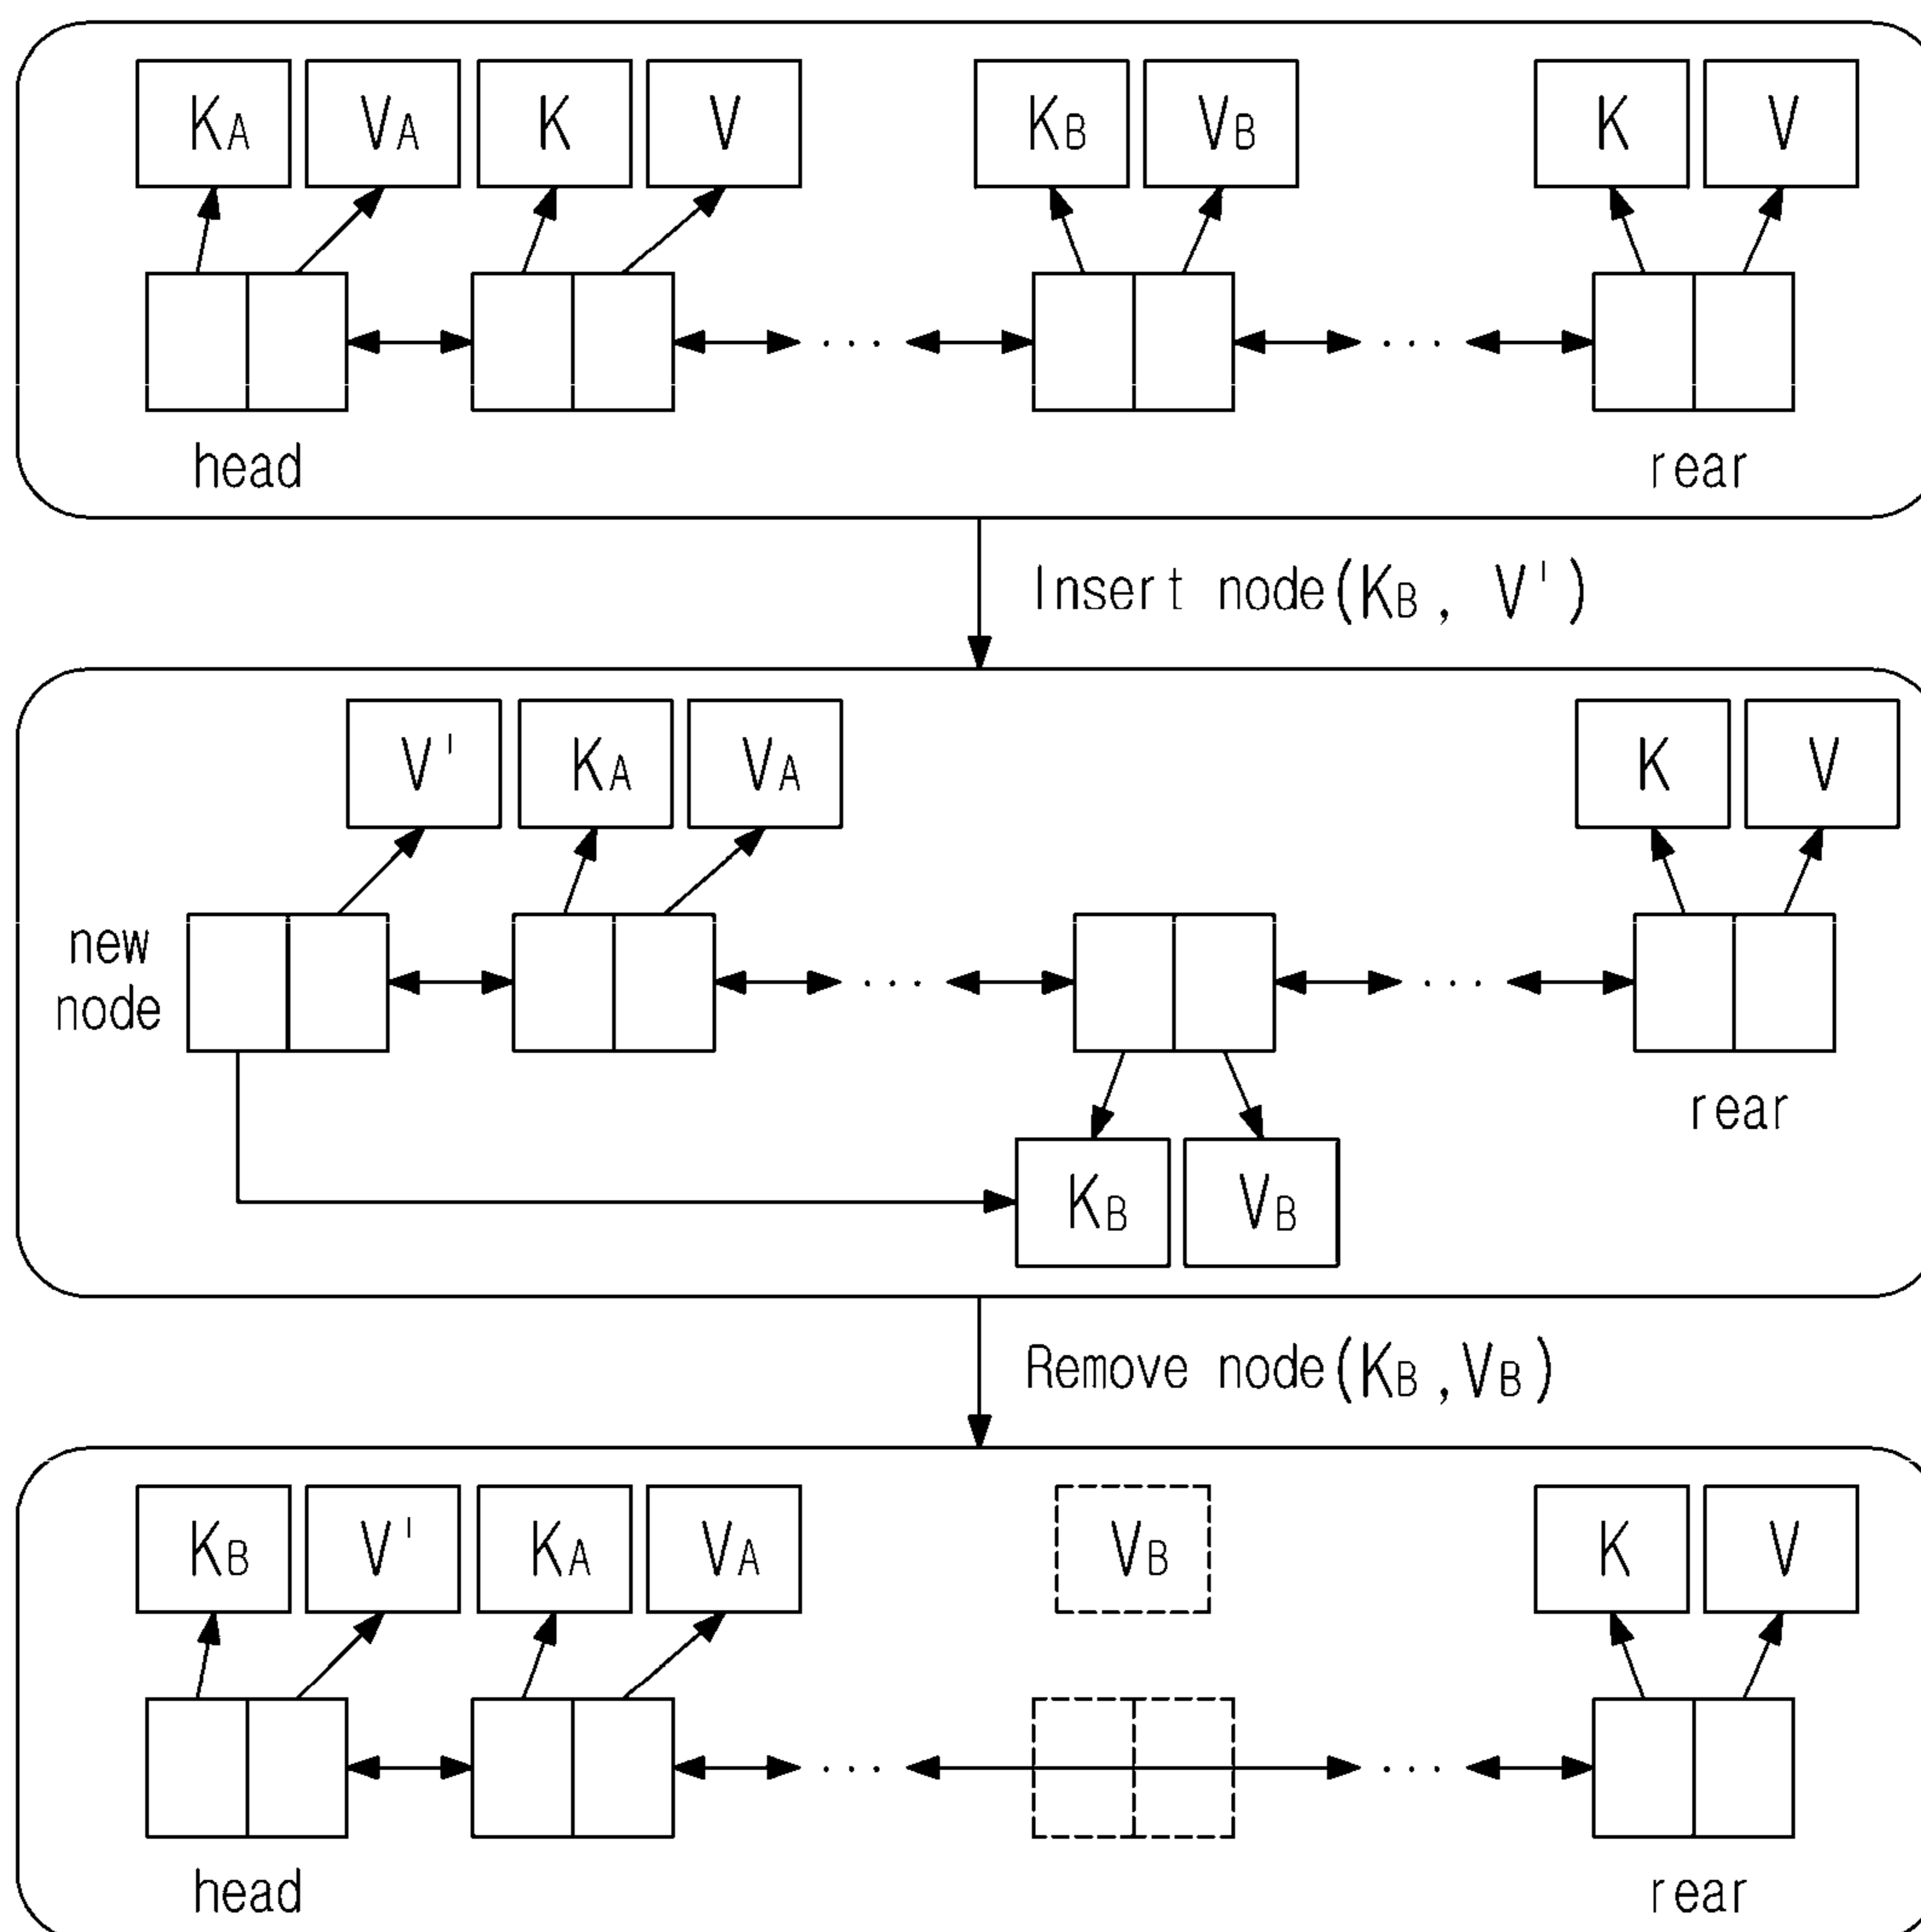 KA VA K V KB VB K V
... ...
head rear
Insert node(KB, V')
V' KA VA K V
new
node
... ...
rear
KB VB
Remove node(KB,VB)
KB V' KA VA VB K V
... ...
head rear